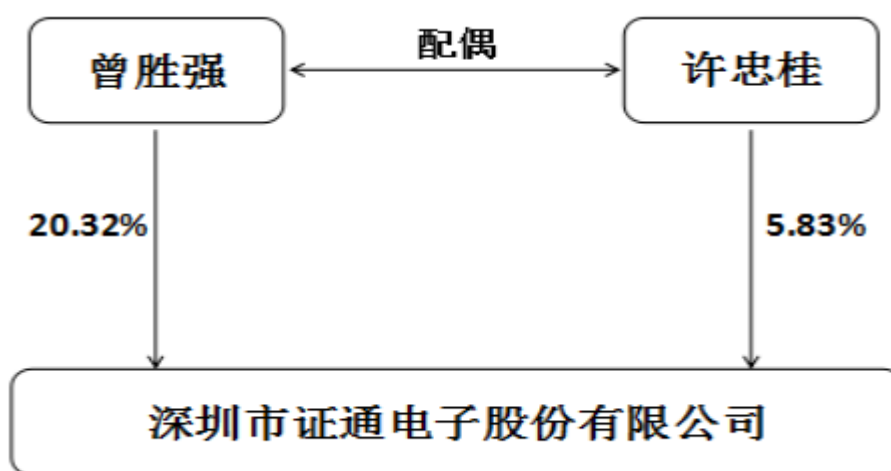 配偶
曾胜强
许忠桂
20.32%
5.83%
深圳市证通电子股份有限公司